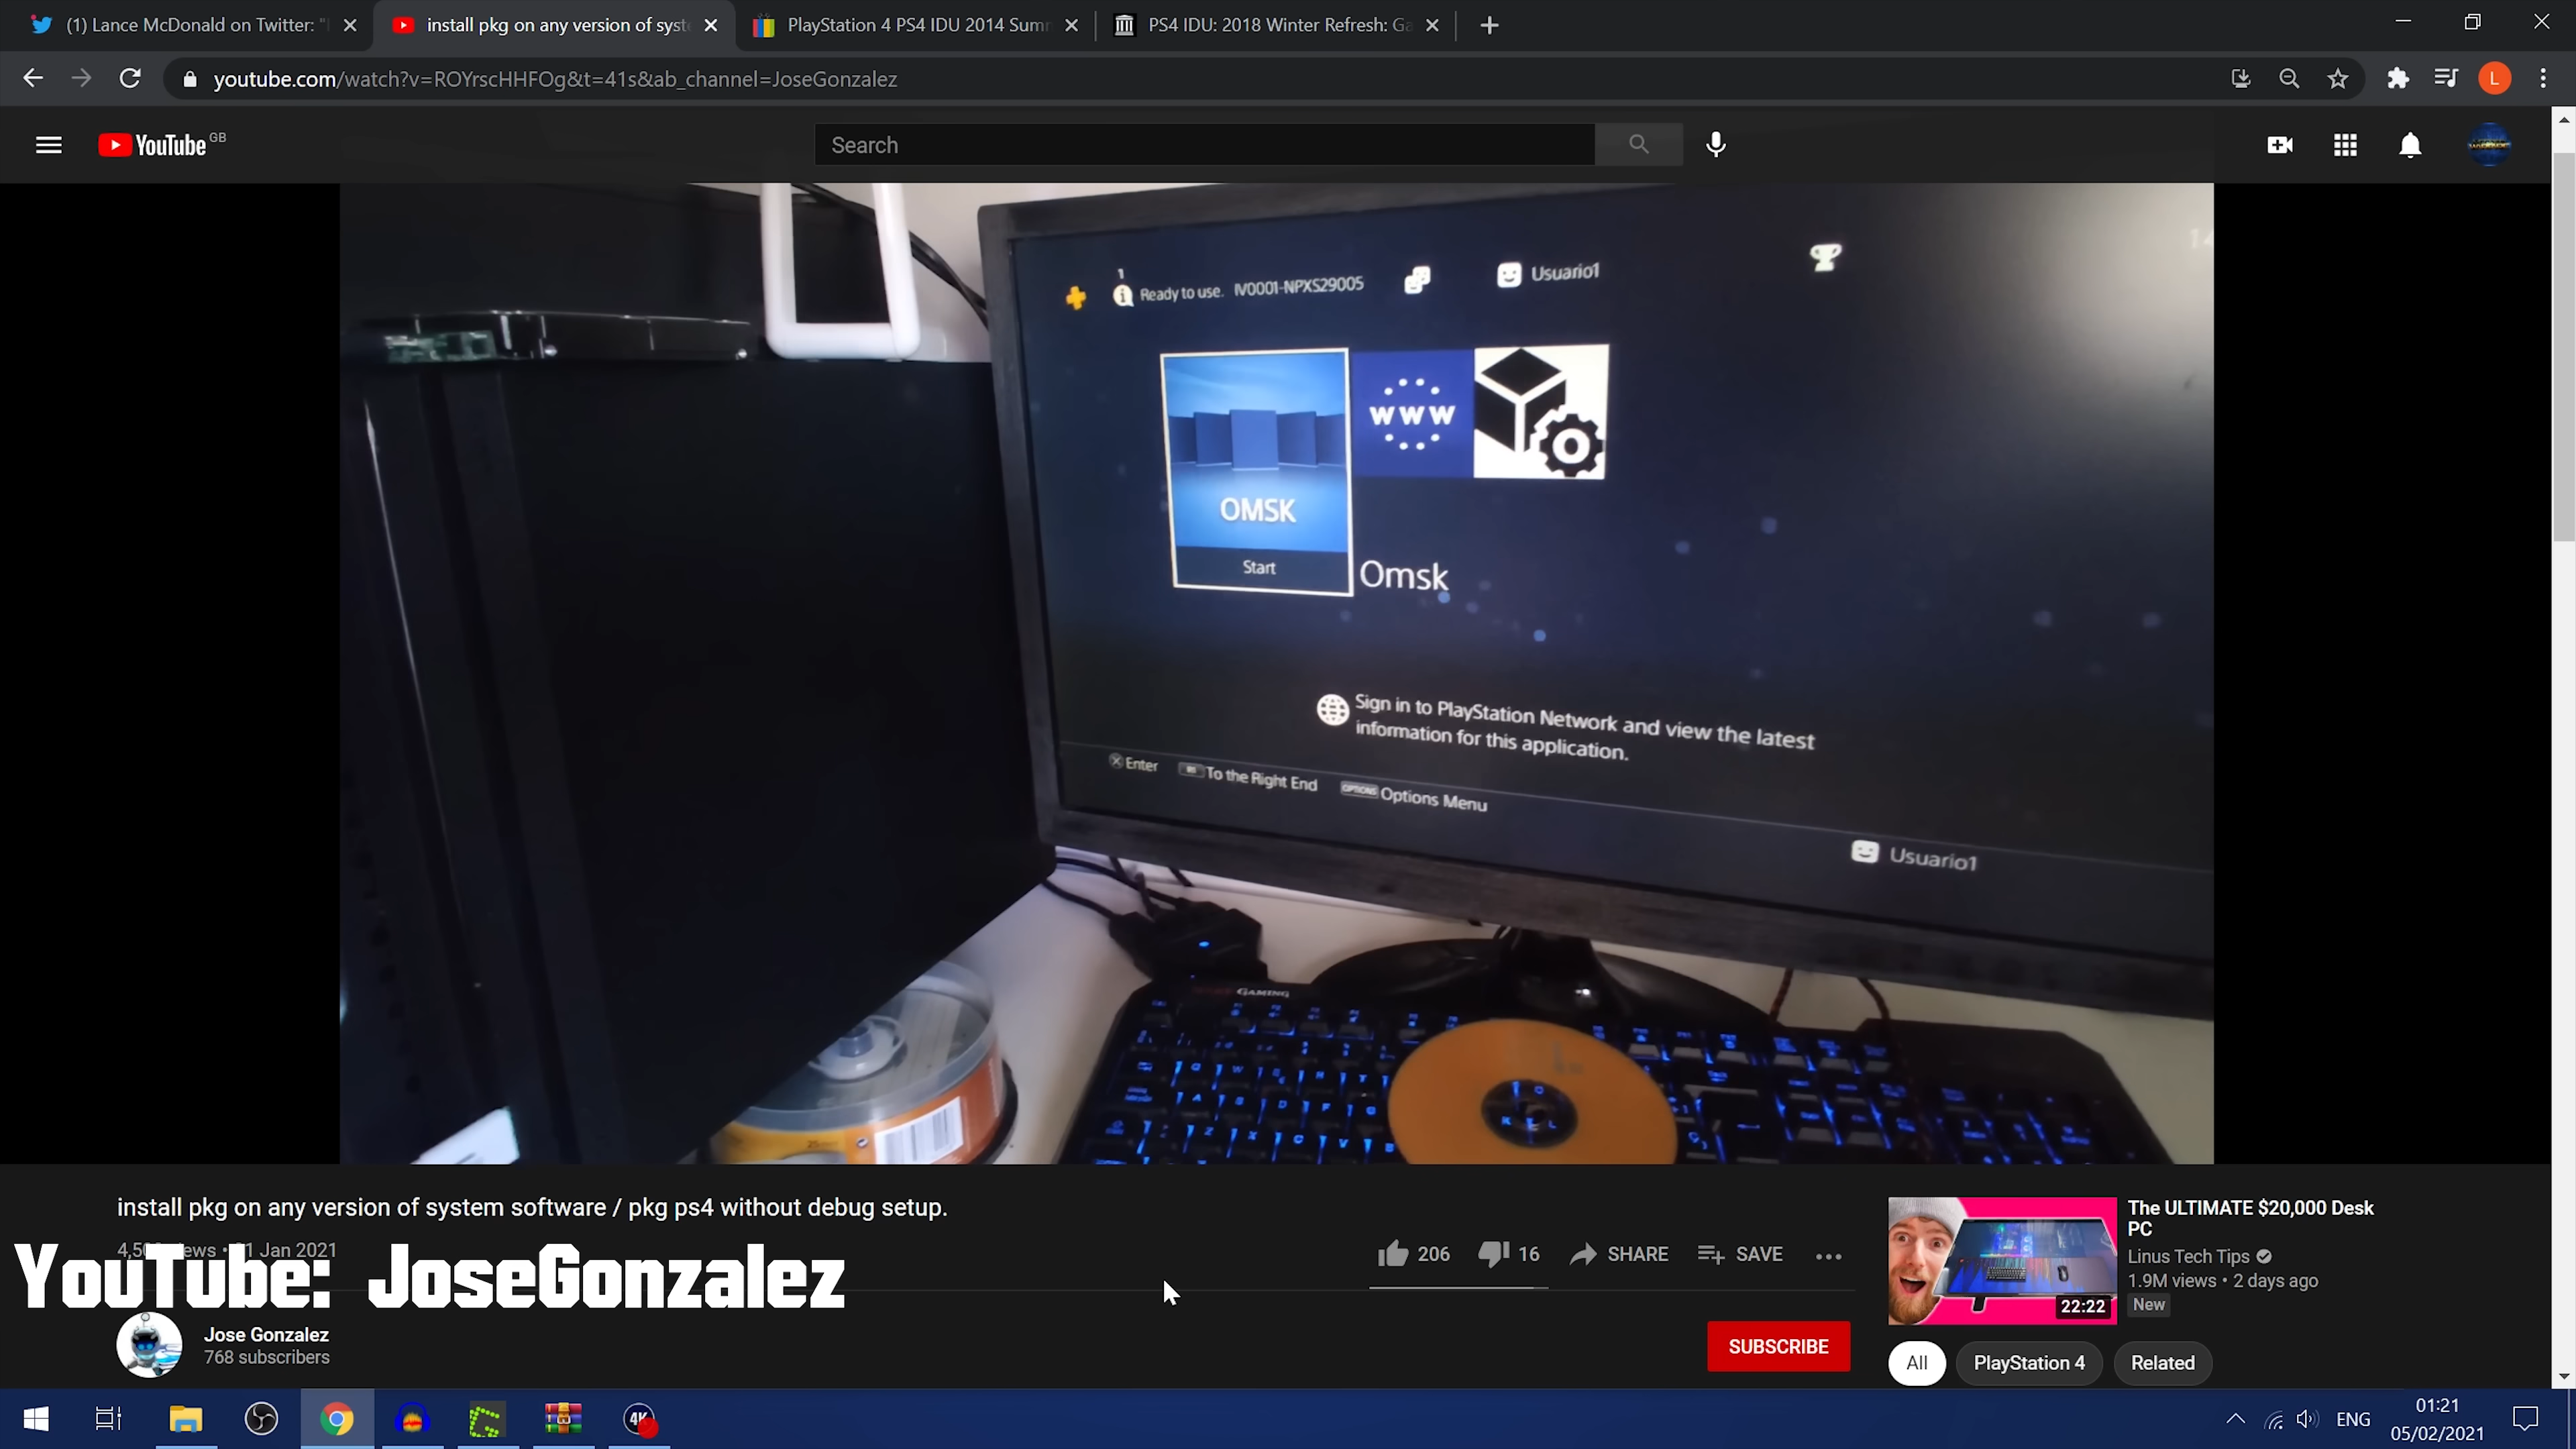 (1) Lance McDonald on Twitter: "
install pkg on any version of syst
PlayStation 4 PS4 IDU 2014 Sum
PS4 IDU: 2018 Winter Refresh: Ga
youtube.com/watch?v=ROYrscHHFOg&t=41s&ab_channel=JoseGonzalez
L
YouTube GB
Search
1
Ready to use. IV0001-NPXS29005
Usuario1
14
WWW
OMSK
Start
Omsk
Sign in to PlayStation Network and view the latest
information for this application.
Enter
To the Right End
OPTIONS Options Menu
Usuario1
GAMING
install pkg on any version of system software / pkg ps4 without debug setup.
Jan 2021
YouTube: JoseGonzalez
206
16
SHARE
SAVE
Jose Gonzalez
768 subscribers
SUBSCRIBE
The ULTIMATE $20,000 Desk
PC
Linus Tech Tips
1.9M views • 2 days ago
New
22:22
All
PlayStation 4
Related
4K
ENG
01:21
05/02/2021